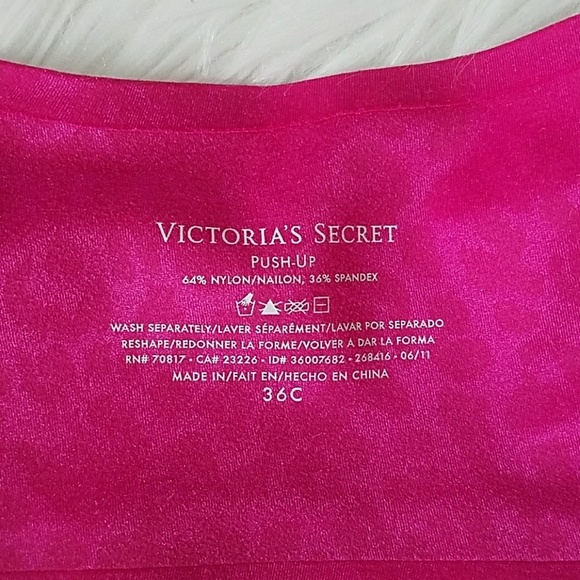 VICTORIA'S SECRET
PUSH-UP
64% NYLON/NAILON, 36% SPANDEX
WASH SEPARATELY/LAVER SÉPARÉMENT/LAVAR POR SEPARADO
RESHAPE/REDONNER LA FORME/VOLVER A DAR LA FORMA
RN# 70817 - CA# 23226 - ID# 36007682 - 268416 - 06/11
MADE IN/FAIT EN/HECHO EN CHINA
36C